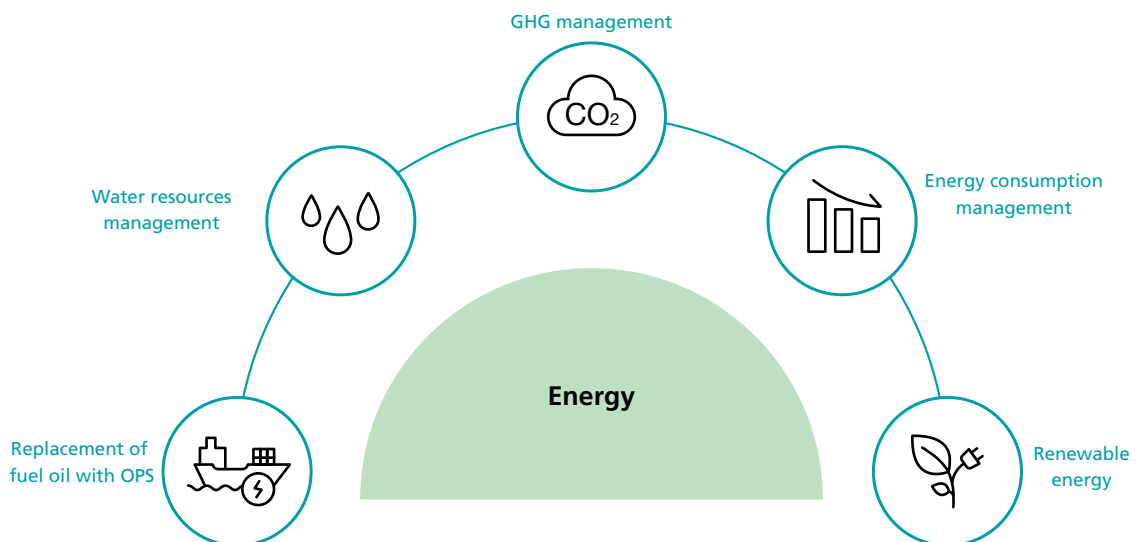 GHG management
CO₂
Water resources
management
Energy consumption
management
Energy
Replacement of
fuel oil with OPS
Renewable
energy